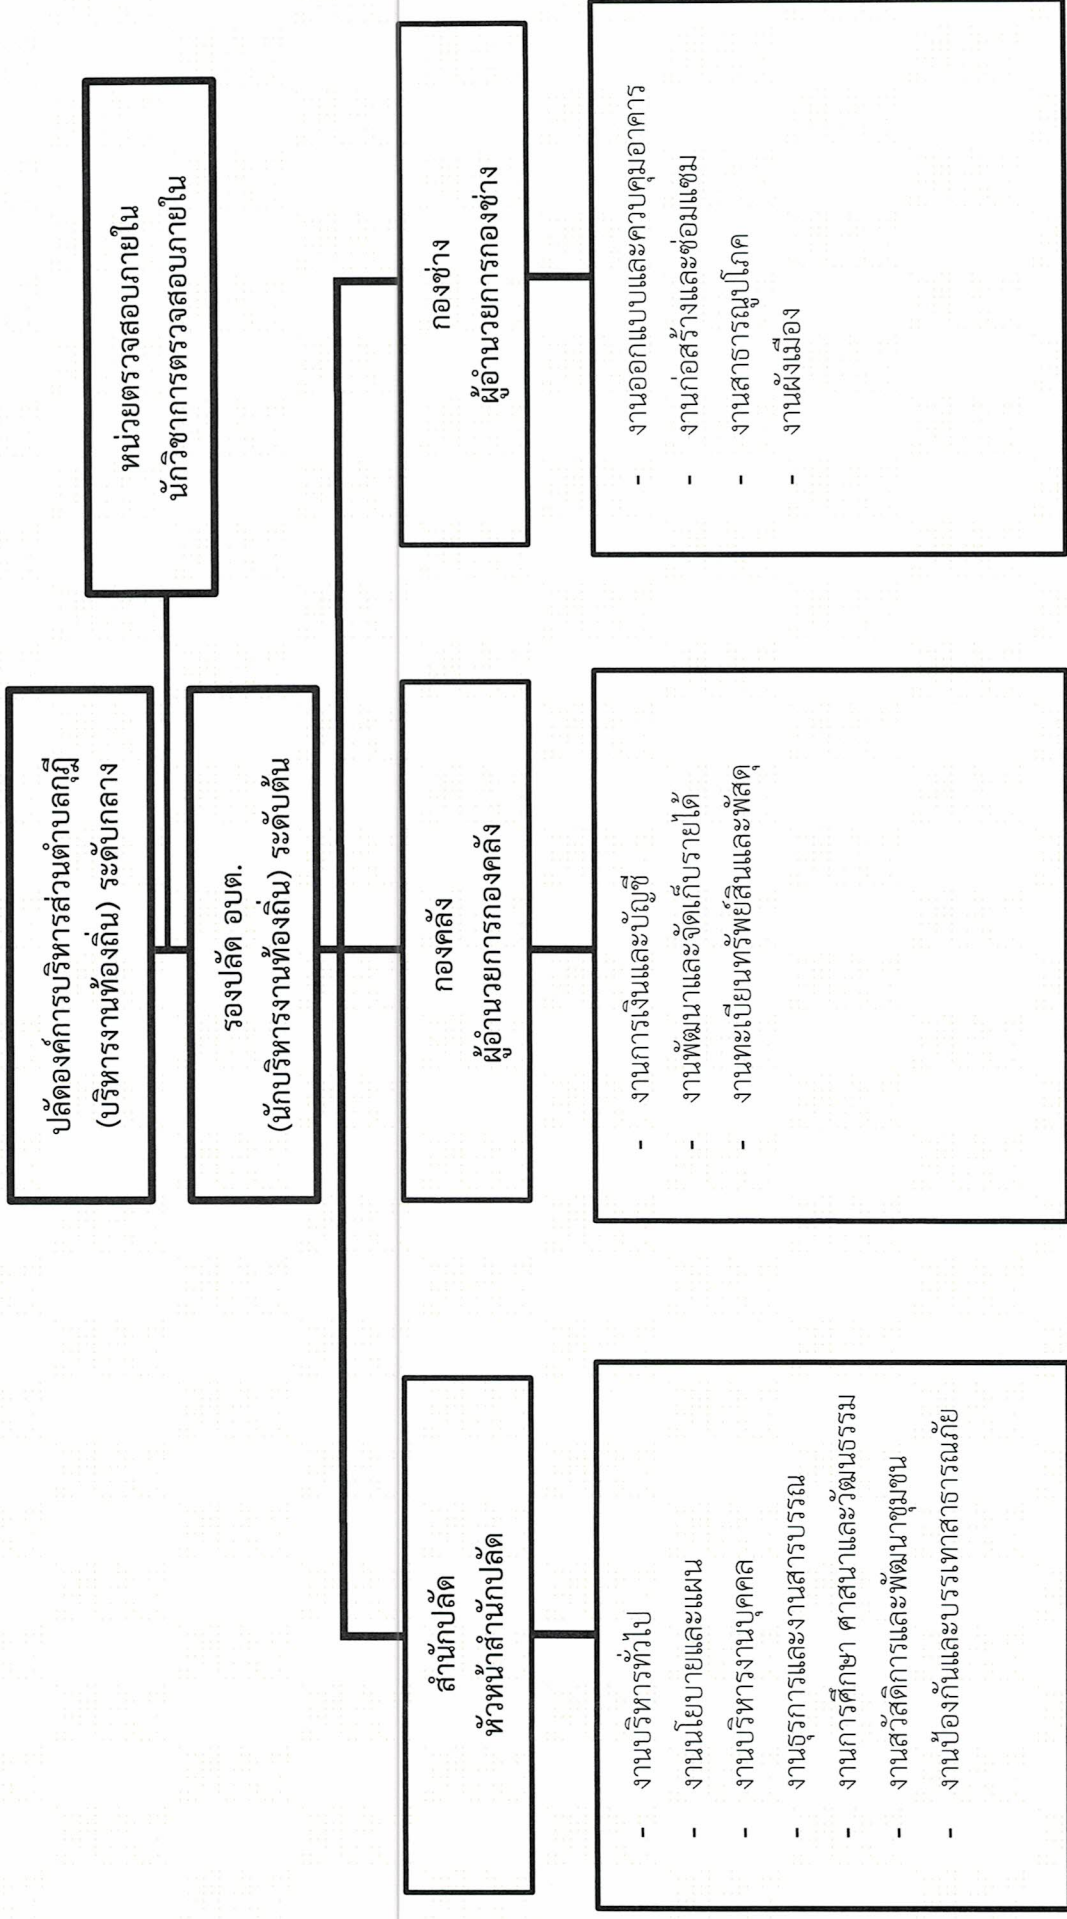 ปลัดองค์การบริหารส่วนตำบลกุฎี
(บริหารงานท้องถิ่น) ระดับกลาง
หน่วยตรวจสอบภายใน
นักวิชาการตรวจสอบภายใน
รองปลัด อบต.
(นักบริหารงานท้องถิ่น) ระดับต้น
สำนักปลัด
หัวหน้าสำนักปลัด
- งานบริหารทั่วไป
- งานนโยบายและแผน
- งานบริหารงานบุคคล
- งานธุรการและงานสารบรรณ
- งานการศึกษา ศาสนาและวัฒนธรรม
- งานสวัสดิการและพัฒนาชุมชน
- งานป้องกันและบรรเทาสาธารณภัย
กองคลัง
ผู้อำนวยการกองคลัง
- งานการเงินและบัญชี
- งานพัฒนาและจัดเก็บรายได้
- งานทะเบียนทรัพย์สินและพัสดุ
กองช่าง
ผู้อำนวยการกองช่าง
- งานออกแบบและควบคุมอาคาร
- งานก่อสร้างและซ่อมแซม
- งานสาธารณูปโภค
- งานผังเมือง